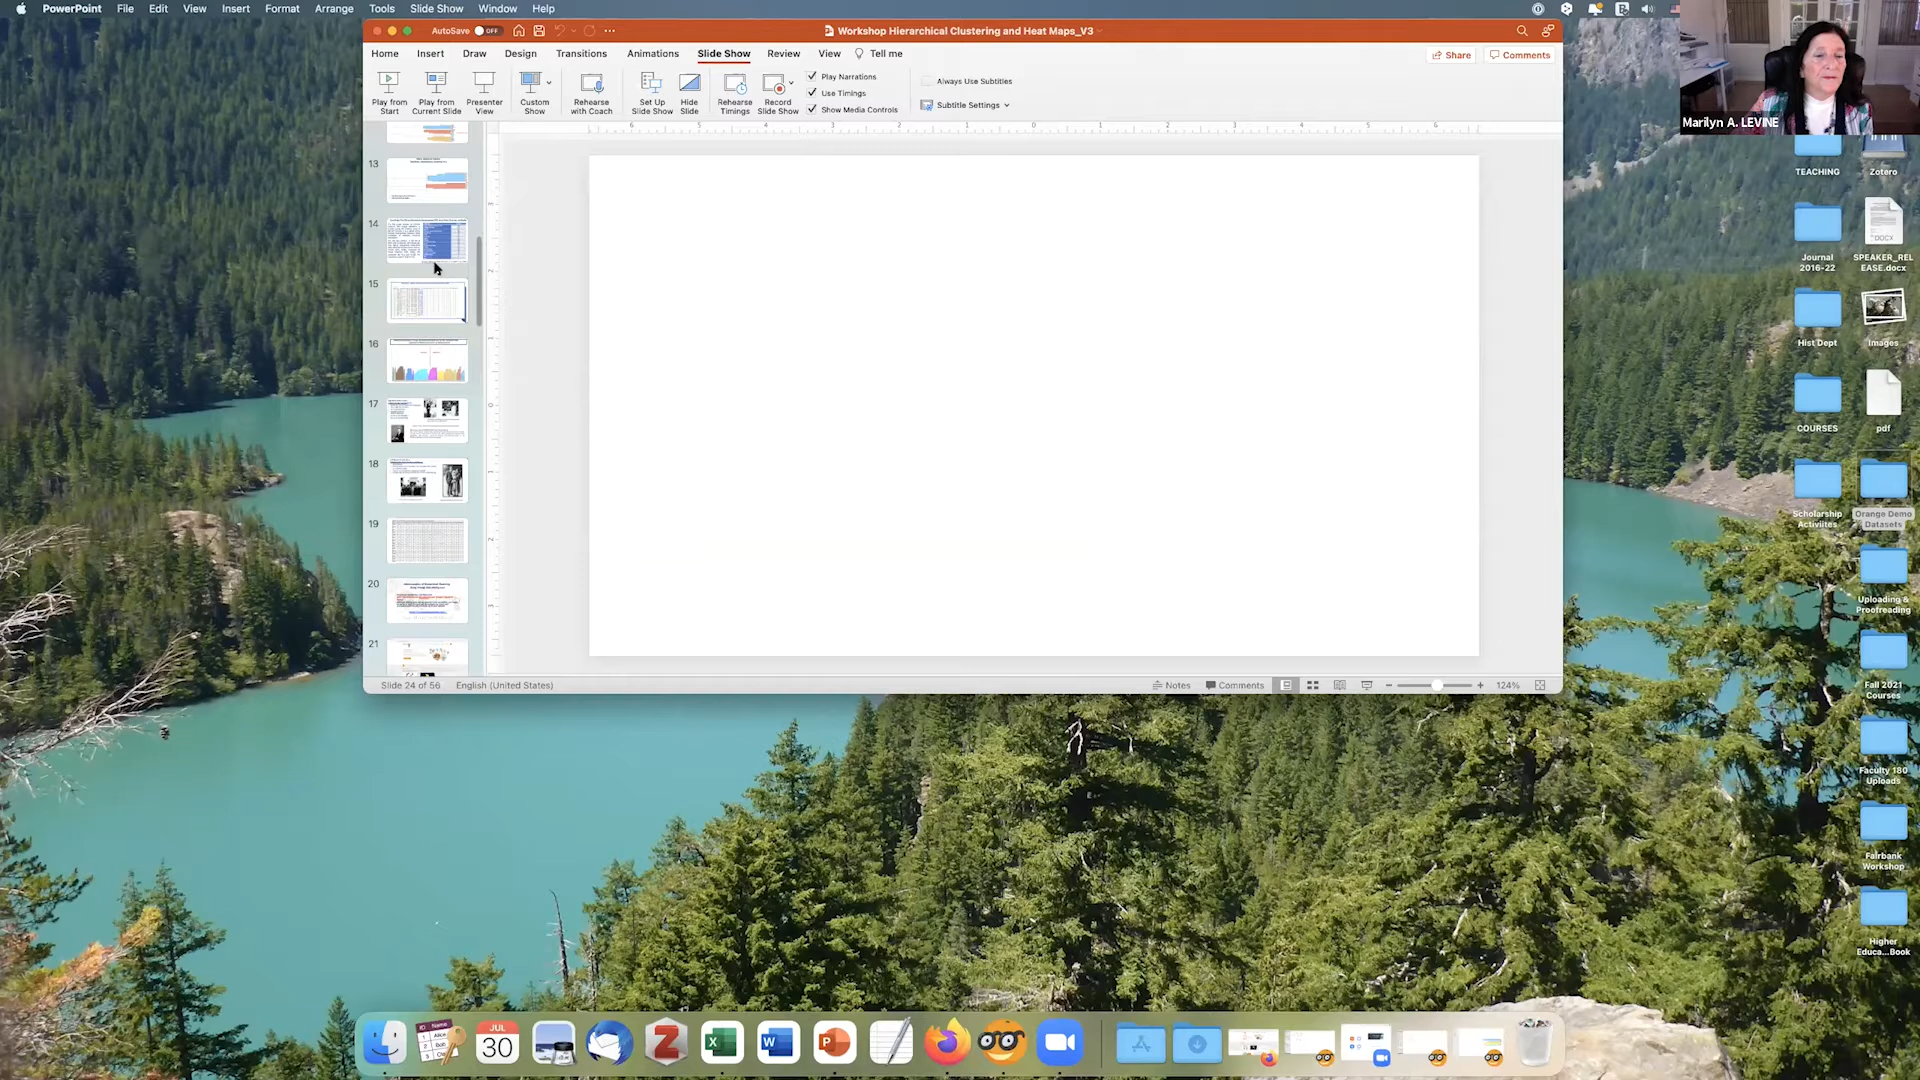 PowerPoint File Edit View Insert Format Arrange Tools Slide Show Window Help
AutoSave OFF
Workshop Hierarchical Clustering and Heat Maps_V3
Home Insert Draw Design Transitions Animations Slide Show Review View Tell me
Share Comments
Play from Start
Play from Current Slide
Presenter View
Custom Show
Rehearse with Coach
Set Up Slide Show
Hide Slide
Rehearse Timings
Record Slide Show
Play Narrations
Use Timings
Show Media Controls
Always Use Subtitles
Subtitle Settings
13
14
15
16
17
18
19
20
21
Slide 24 of 56 English (United States)
Notes Comments 124%
Marilyn A. LEVINE
TEACHING
Zotero
DOCX
Journal 2016-22
SPEAKER_RELEASE.docx
Hist Dept
Images
COURSES
pdf
Scholarship Activiites
Orange Demo Datasets
Uploading & Proofreading
Fall 2021 Courses
Faculty 180 Uploads
Fairbank Workshop
Higher Educa...Book
JUL
30